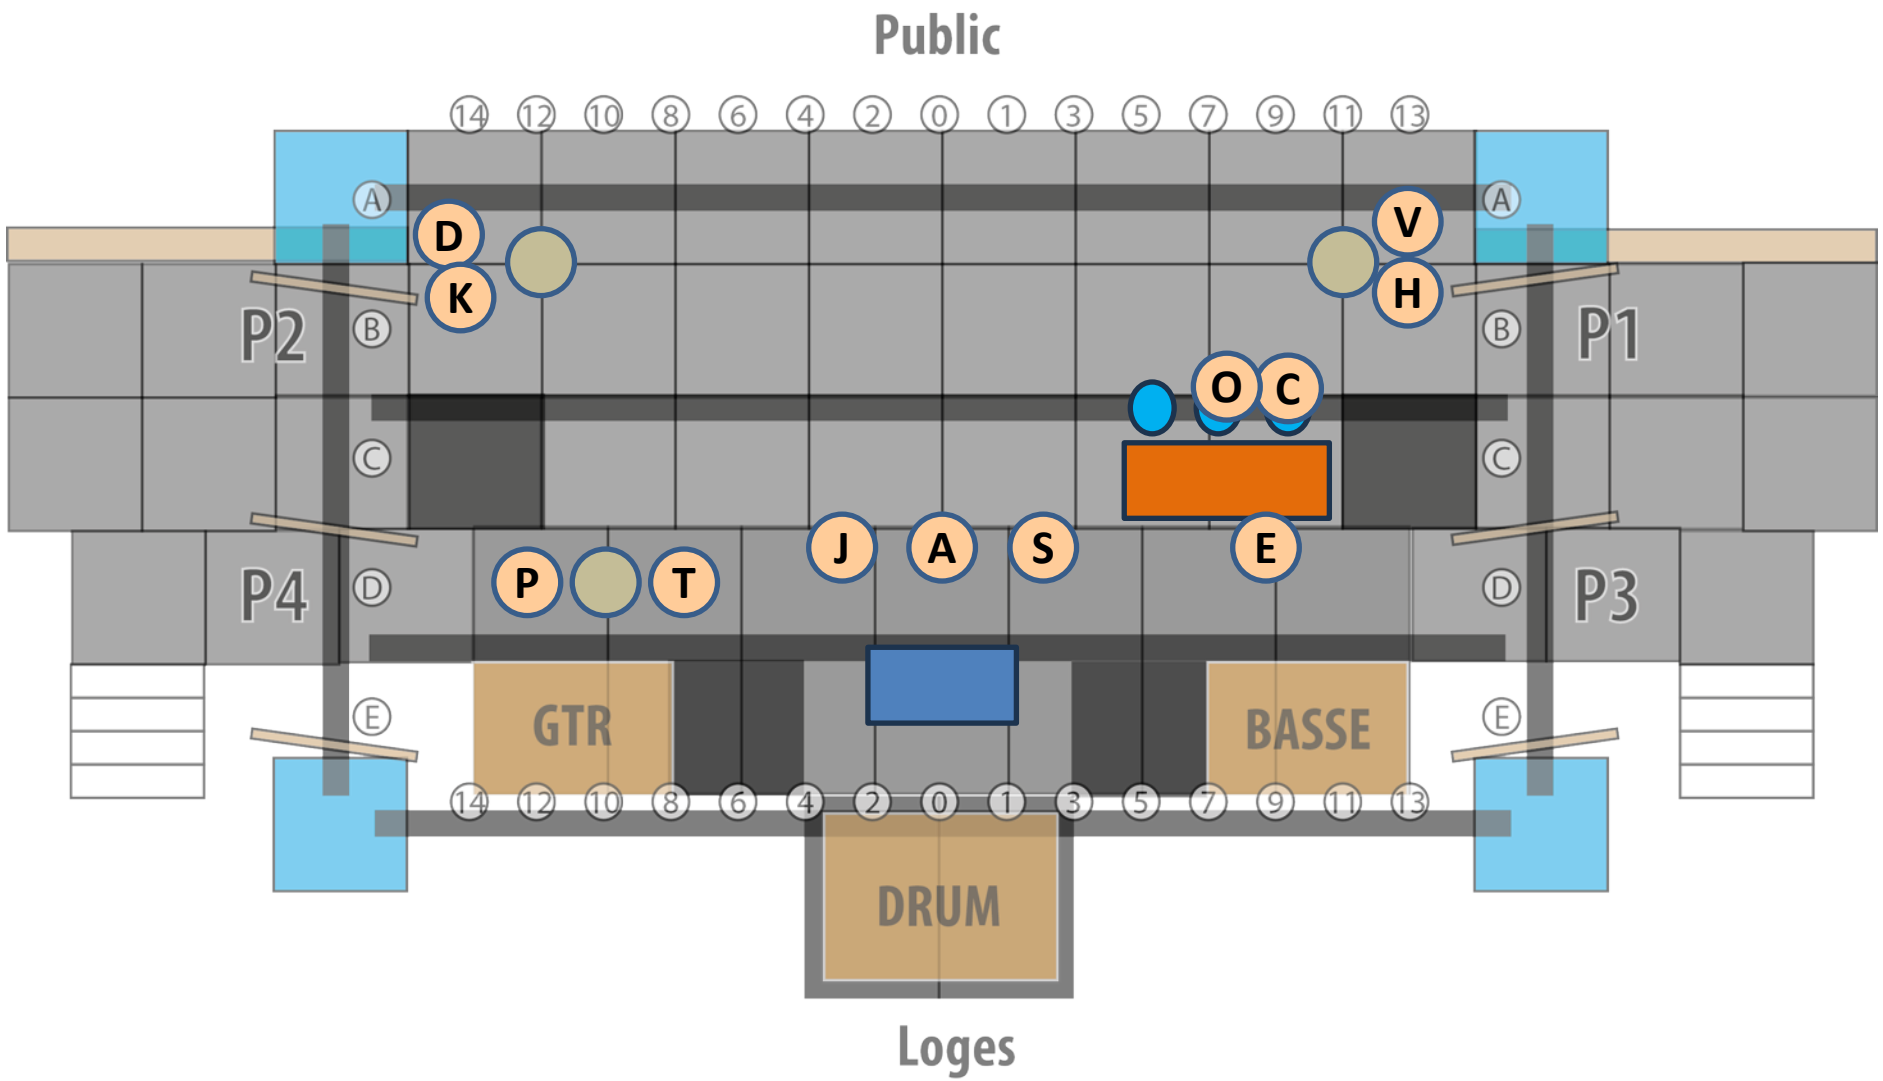 Public
14 12 10 8 6 4 2 0 1 3 5 7 9 11 13
A A
D V
K H
P2 B B P1
O C
C C
J A S E
P T
P4 D D P3
E GTR BASSE E
14 12 10 8 6 4 2 0 1 3 5 7 9 11 13
DRUM
Loges